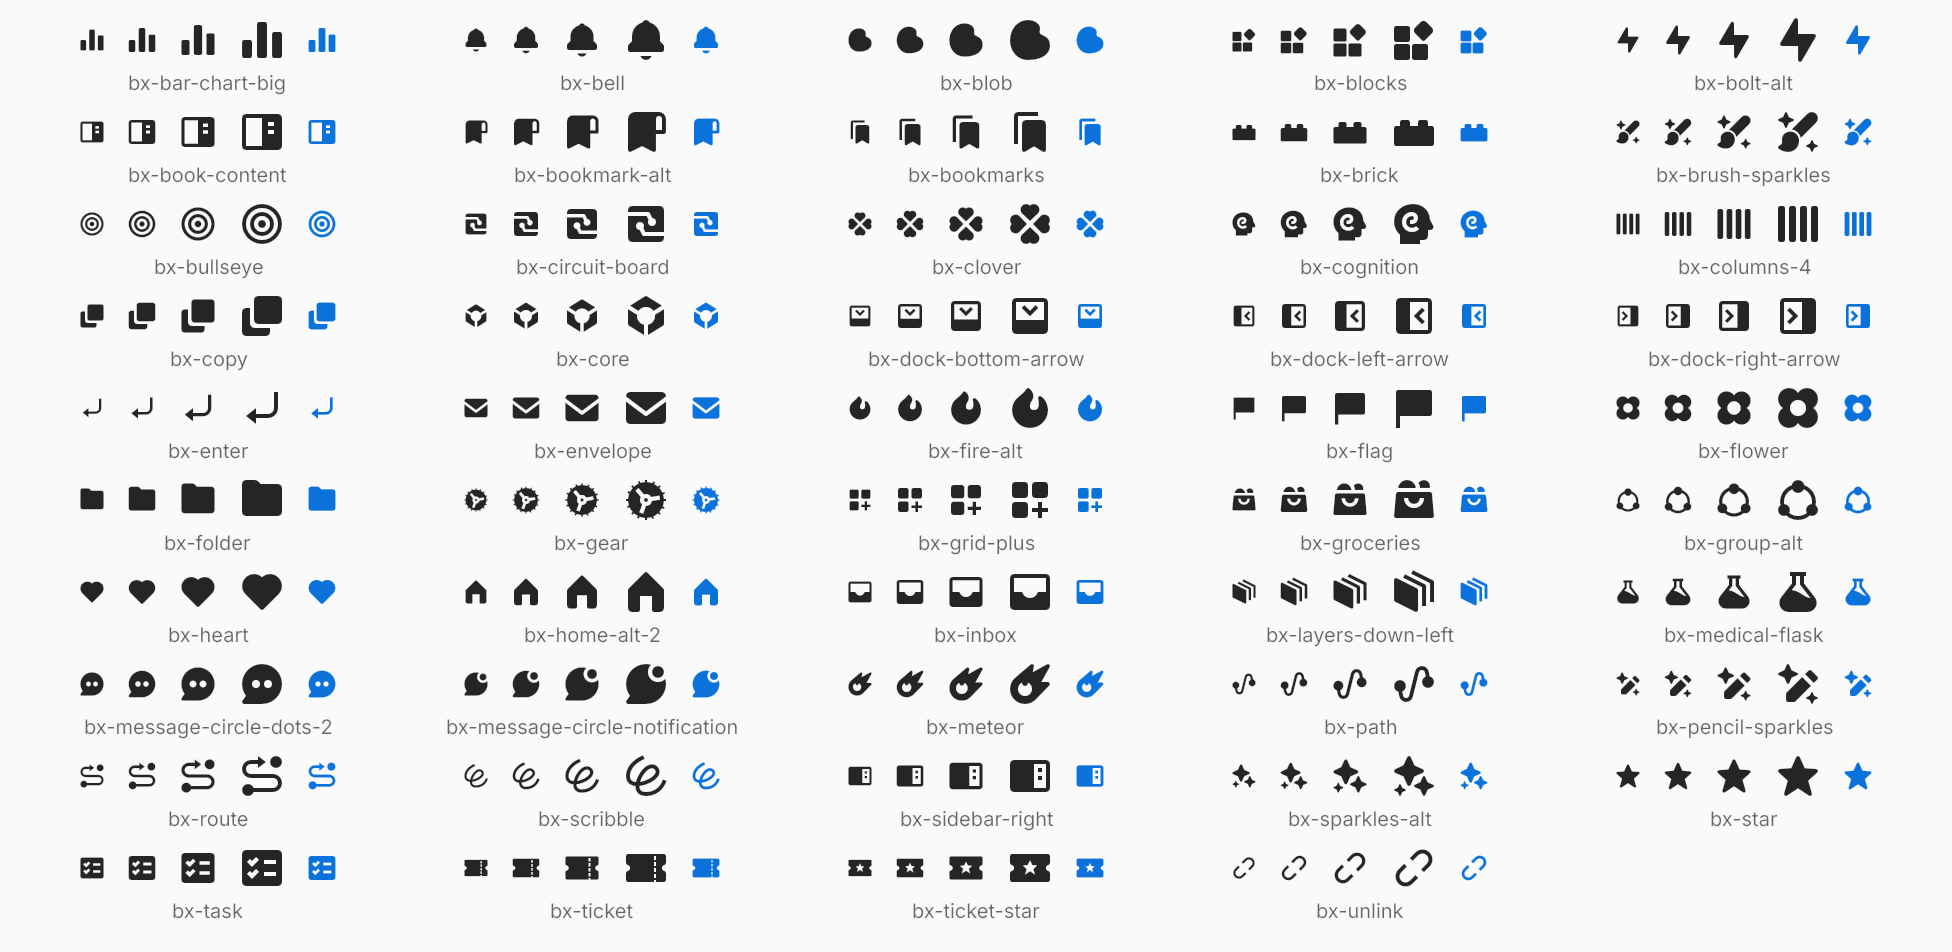 bx-bar-chart-big
bx-bell
bx-blob
bx-blocks
bx-bolt-alt
bx-book-content
bx-bookmark-alt
bx-bookmarks
bx-brick
bx-brush-sparkles
bx-bullseye
bx-circuit-board
bx-clover
bx-cognition
bx-columns-4
bx-copy
bx-core
bx-dock-bottom-arrow
bx-dock-left-arrow
bx-dock-right-arrow
bx-enter
bx-envelope
bx-fire-alt
bx-flag
bx-flower
bx-folder
bx-gear
bx-grid-plus
bx-groceries
bx-group-alt
bx-heart
bx-home-alt-2
bx-inbox
bx-layers-down-left
bx-medical-flask
bx-message-circle-dots-2
bx-message-circle-notification
bx-meteor
bx-path
bx-pencil-sparkles
bx-route
bx-scribble
bx-sidebar-right
bx-sparkles-alt
bx-star
bx-task
bx-ticket
bx-ticket-star
bx-unlink